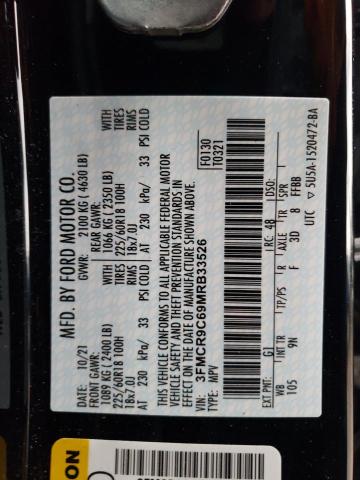 MFD. BY FORD MOTOR CO.
DATE: 10/21 GVWR: 2100 KG ( 4630 LB)
FRONT GAWR: REAR GAWR:
1089 KG ( 2400 LB) WITH 1066 KG ( 2350 LB) WITH
225/60R18 100H TIRES 225/60R18 100H TIRES
18x7.0J RIMS 18x7.0J RIMS
AT 230 kPa/ 33 PSI COLD AT 230 kPa/ 33 PSI COLD
THIS VEHICLE CONFORMS TO ALL APPLICABLE FEDERAL MOTOR
VEHICLE SAFETY AND THEFT PREVENTION STANDARDS IN
EFFECT ON THE DATE OF MANUFACTURE SHOWN ABOVE.
VIN: 3FMCR9C69MRB33526 F0130
TYPE: MPV T0321
EXT PNT: G1 RC: 48 DSO:
WB INT TR TP/PS R AXLE TR SPR
105 9N F 3D 8 FFBB
UTC ▽ 5U5A-1520472-BA
ON